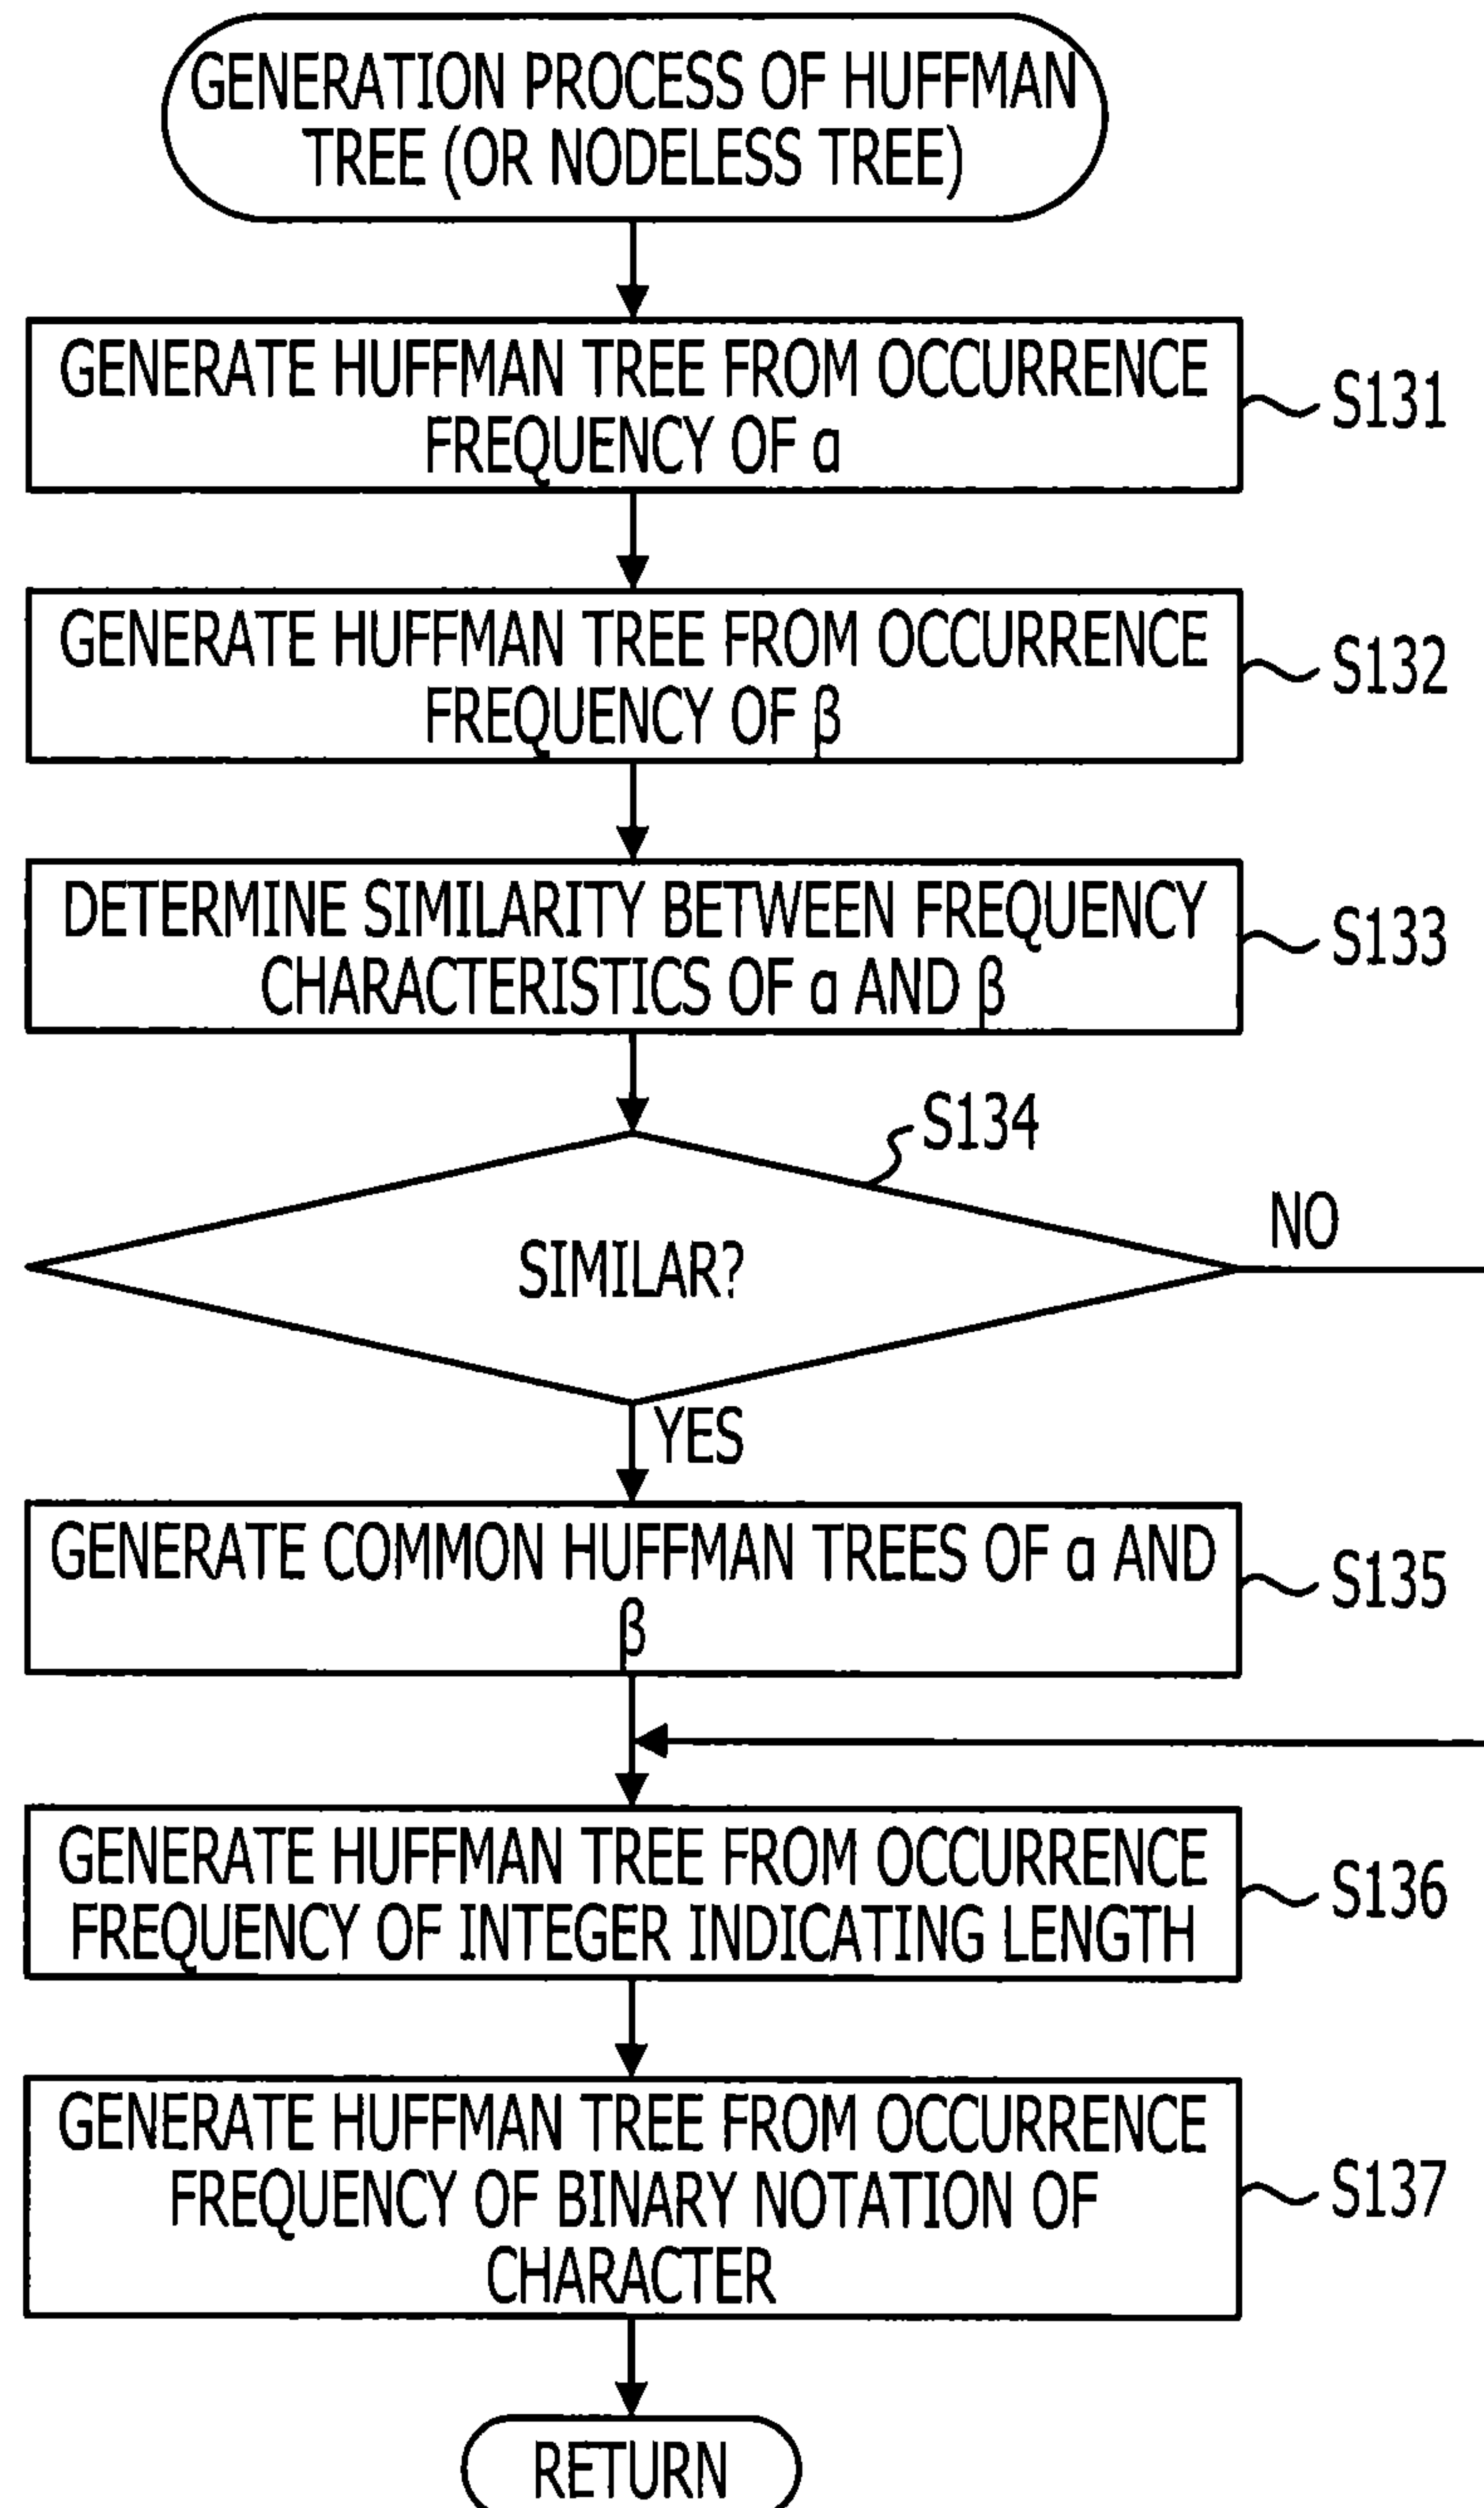 GENERATION PROCESS OF HUFFMAN
TREE (OR NODELESS TREE)
GENERATE HUFFMAN TREE FROM OCCURRENCE
FREQUENCY OF α
S131
GENERATE HUFFMAN TREE FROM OCCURRENCE
FREQUENCY OF β
S132
DETERMINE SIMILARITY BETWEEN FREQUENCY
CHARACTERISTICS OF α AND β
S133
S134
SIMILAR?
NO
YES
GENERATE COMMON HUFFMAN TREES OF α AND
β
S135
GENERATE HUFFMAN TREE FROM OCCURRENCE
FREQUENCY OF INTEGER INDICATING LENGTH
S136
GENERATE HUFFMAN TREE FROM OCCURRENCE
FREQUENCY OF BINARY NOTATION OF
CHARACTER
S137
RETURN